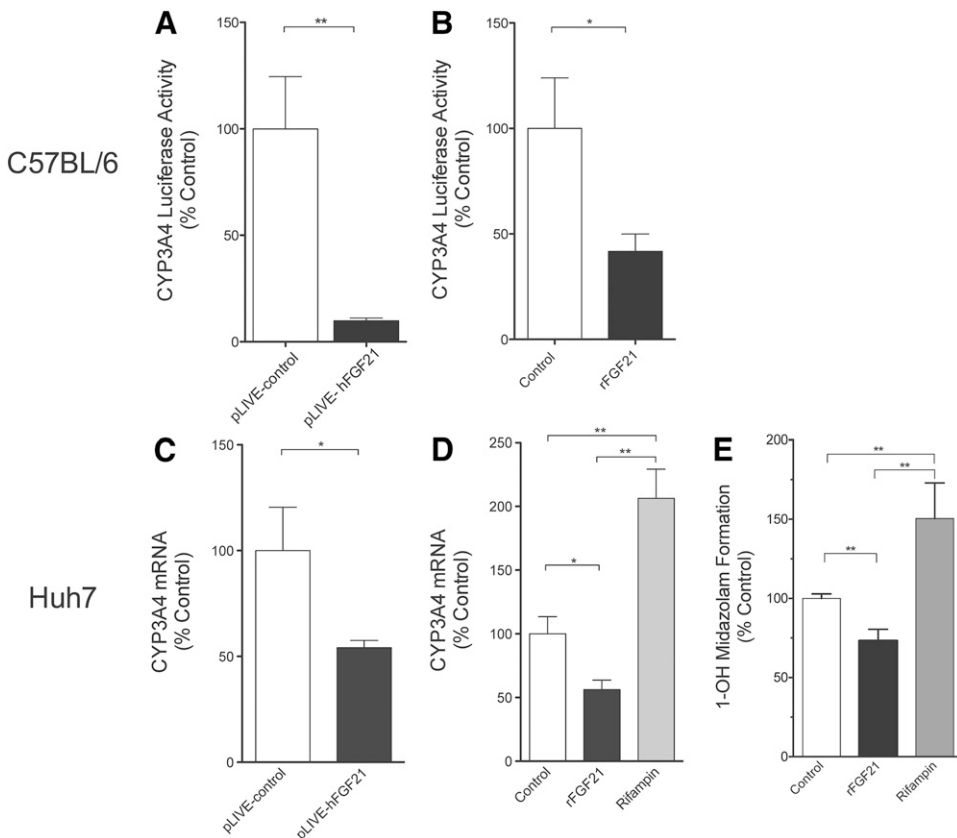 A
**
CYP3A4 Luciferase Activity
(% Control)
150
100
50
0
pLIVE-control
pLIVE- hFGF21
B
*
CYP3A4 Luciferase Activity
(% Control)
150
100
50
0
Control
rFGF21
C57BL/6
C
*
CYP3A4 mRNA
(% Control)
150
100
50
0
pLIVE-control
pLIVE-hFGF21
D
**
**
*
CYP3A4 mRNA
(% Control)
250
200
150
100
50
0
Control
rFGF21
Rifampin
E
**
**
**
1-OH Midazolam Formation
(% Control)
200
150
100
50
0
Control
rFGF21
Rifampin
Huh7